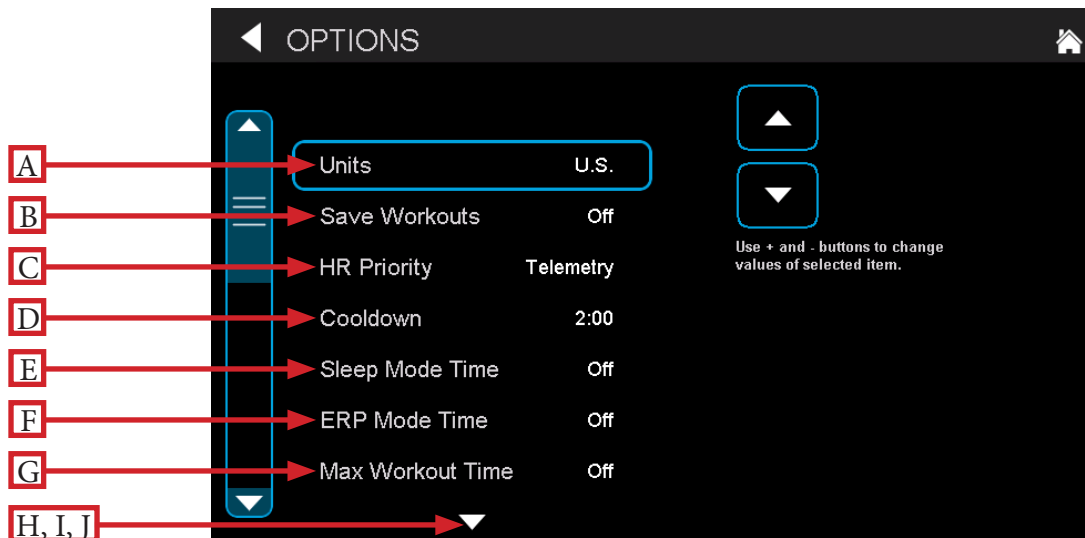 OPTIONS
A Units U.S.
B Save Workouts Off
C HR Priority Telemetry
D Cooldown 2:00
E Sleep Mode Time Off
F ERP Mode Time Off
G Max Workout Time Off
H, I, J
Use + and - buttons to change
values of selected item.